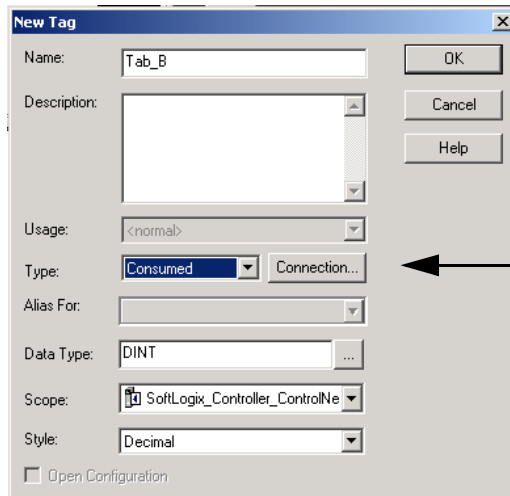 New Tag
Name: Tab_B OK
Description: Cancel
Help
Usage: <normal>
Type: Consumed Connection...
Alias For:
Data Type: DINT ...
Scope: SoftLogix_Controller_ControlNe
Style: Decimal
Open Configuration